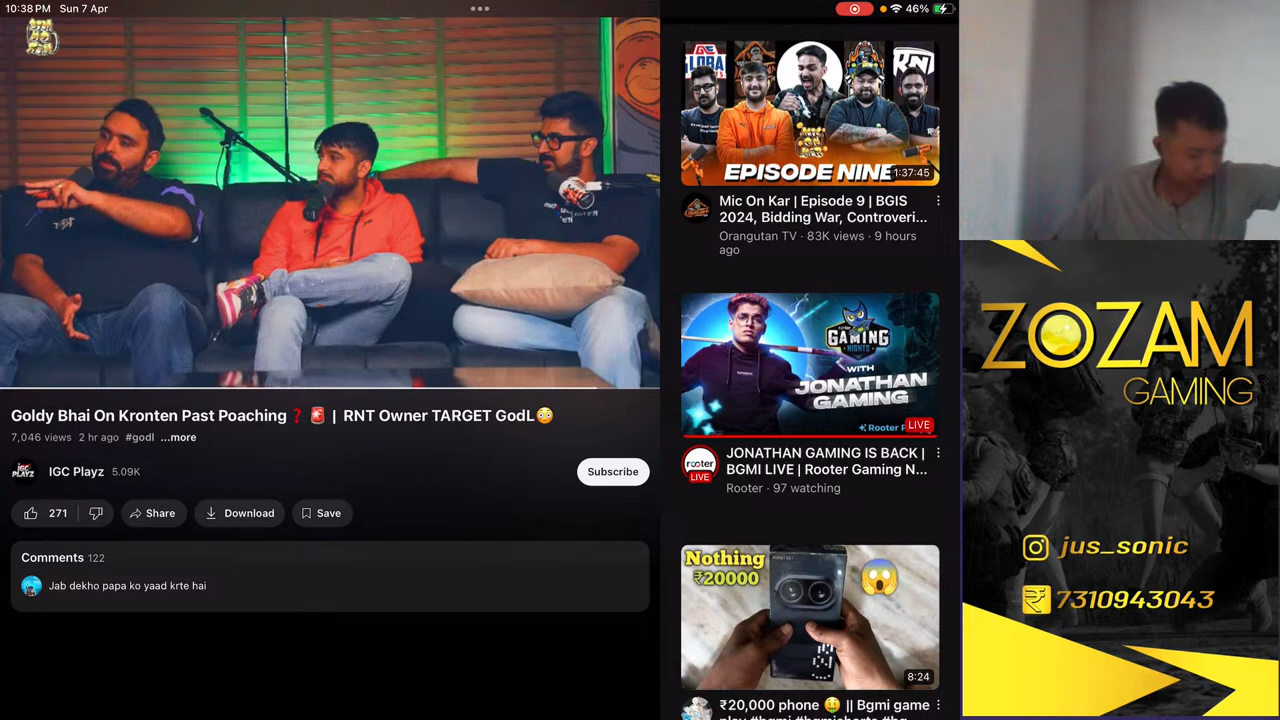 10:38 PM Sun 7 Apr
46%
Goldy Bhai On Kronten Past Poaching❓🚨 | RNT Owner TARGET GodL😳
7,046 views 2 hr ago #godl ...more
IGC PLAYZ
IGC Playz 5.09K
Subscribe
271
Share
Download
Save
Comments 122
Jab dekho papa ko yaad krte hai
EPISODE NINE
1:37:45
Mic On Kar | Episode 9 | BGIS
2024, Bidding War, Controveri...
Orangutan TV · 83K views · 9 hours
ago
rooter
GAMING
NIGHTS
WITH
JONATHAN
GAMING
LIVE
rooter
LIVE
JONATHAN GAMING IS BACK |
BGMI LIVE | Rooter Gaming N...
Rooter · 97 watching
Nothing
₹20000
8:24
₹20,000 phone 🤑 || Bgmi game
ZOZAM
GAMING
jus_sonic
₹ 7310943043